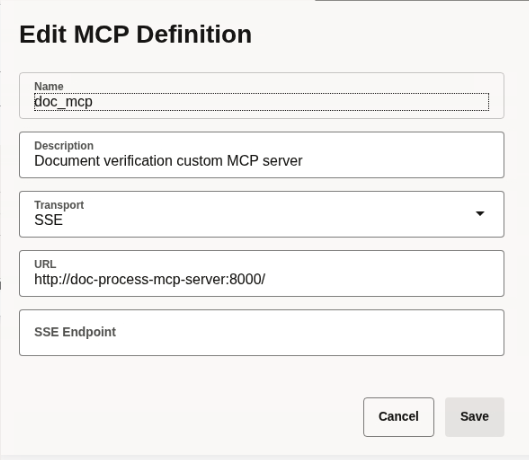 Edit MCP Definition
Name
doc_mcp
Description
Document verification custom MCP server
Transport
SSE
URL
http://doc-process-mcp-server:8000/
SSE Endpoint
Cancel Save